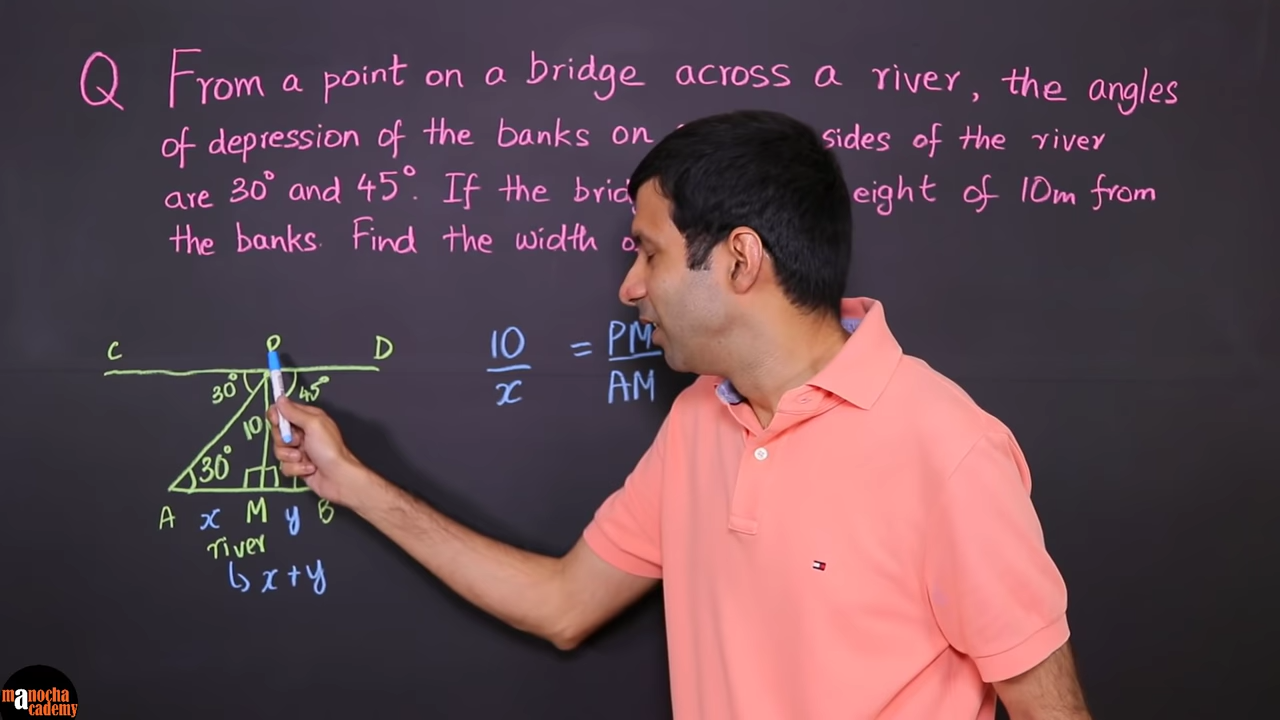 Q From a point on a bridge across a river, the angles
of depression of the banks on sides of the river
are 30° and 45°. If the of 10m from
the banks. Find the width
C P D
30° 45°
10
30°
A x M y B
river
↳ x + y
10/x = PM/AM
manocha
academy